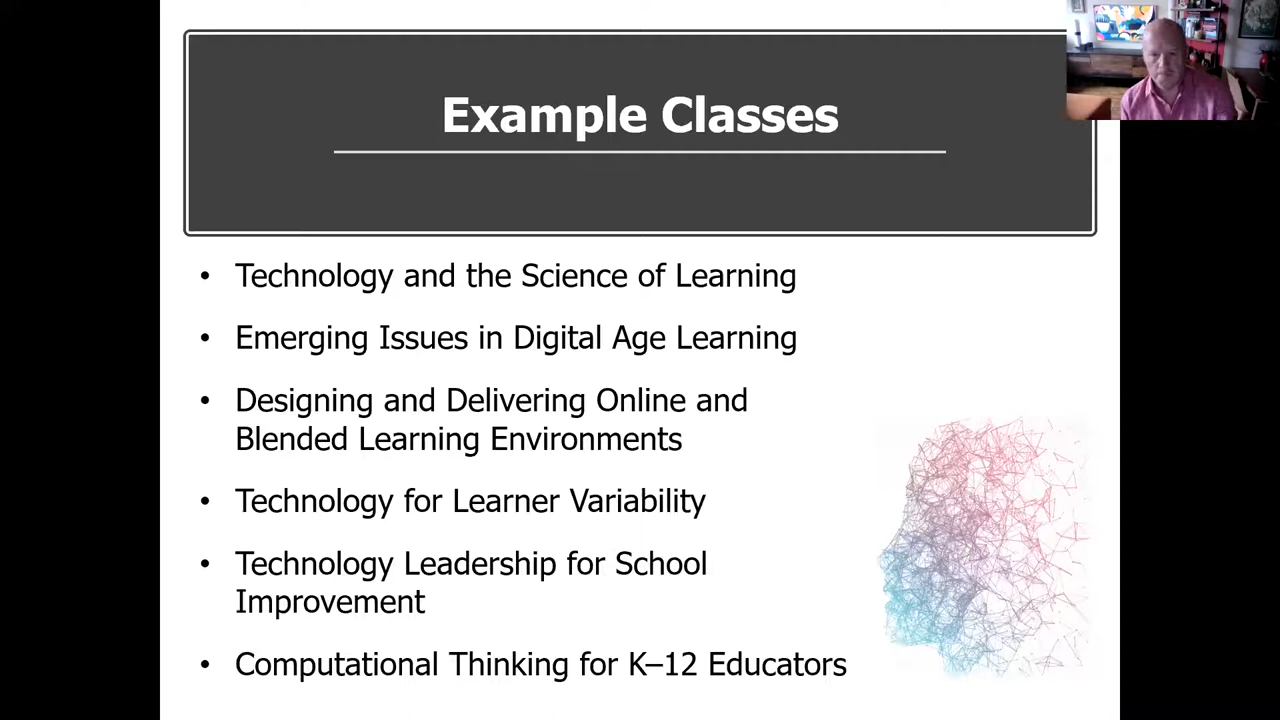 Example Classes
• Technology and the Science of Learning
• Emerging Issues in Digital Age Learning
• Designing and Delivering Online and
Blended Learning Environments
• Technology for Learner Variability
• Technology Leadership for School
Improvement
• Computational Thinking for K–12 Educators